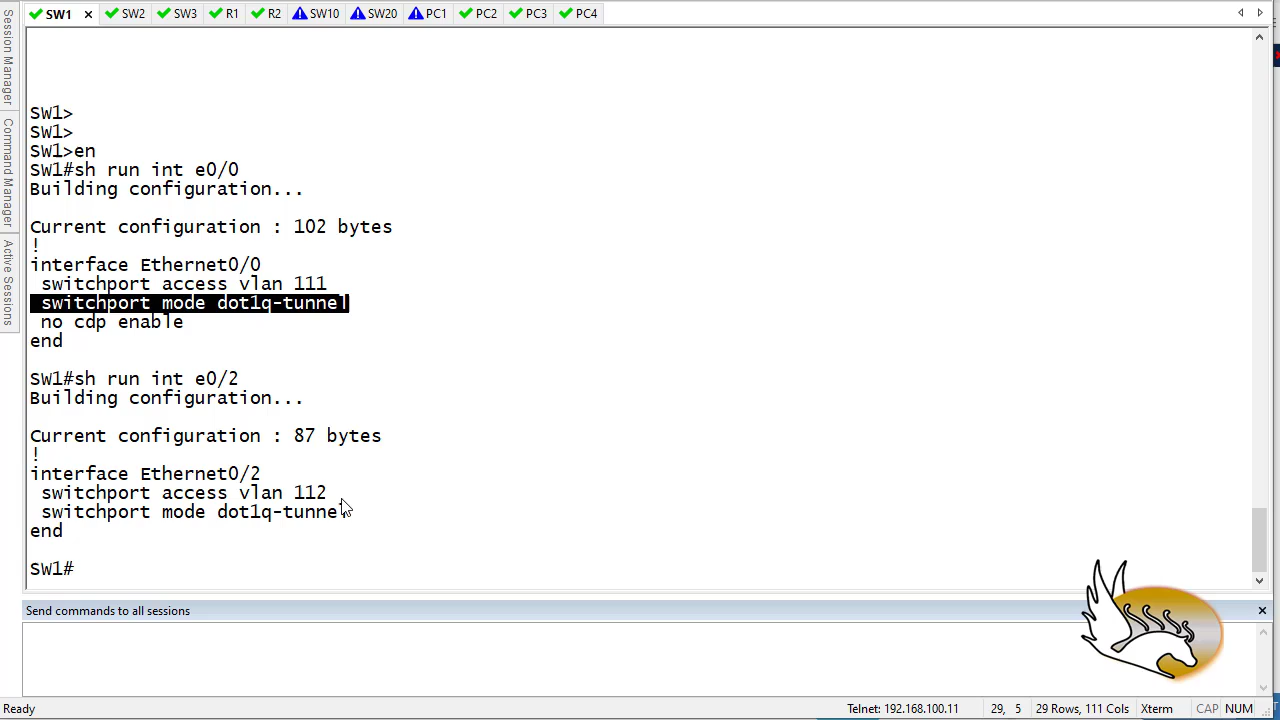 SW1
SW2
SW3
R1
R2
SW10
SW20
PC1
PC2
PC3
PC4
Session Manager
Command Manager
Active Sessions
SW1>
SW1>
SW1>en
SW1#sh run int e0/0
Building configuration...
Current configuration : 102 bytes
!
interface Ethernet0/0
switchport access vlan 111
switchport mode dot1q-tunnel
no cdp enable
end
SW1#sh run int e0/2
Building configuration...
Current configuration : 87 bytes
!
interface Ethernet0/2
switchport access vlan 112
switchport mode dot1q-tunnel
end
SW1#
Send commands to all sessions
Ready
Telnet: 192.168.100.11
29, 5
29 Rows, 111 Cols
Xterm
CAP
NUM